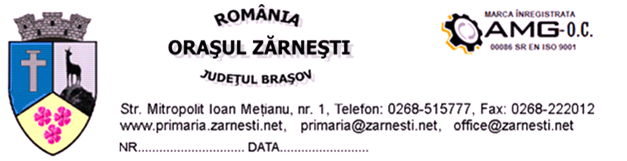 ROMÂNIA
ORAŞUL ZĂRNEŞTI
JUDEŢUL BRAŞOV
MARCA ÎNREGISTRATA
AMG-O.C.
00086 SR EN ISO 9001
Str. Mitropolit Ioan Meţianu, nr. 1, Telefon: 0268-515777, Fax: 0268-222012
www.primaria.zarnesti.net, primaria@zarnesti.net, office@zarnesti.net
NR............................... DATA..........................